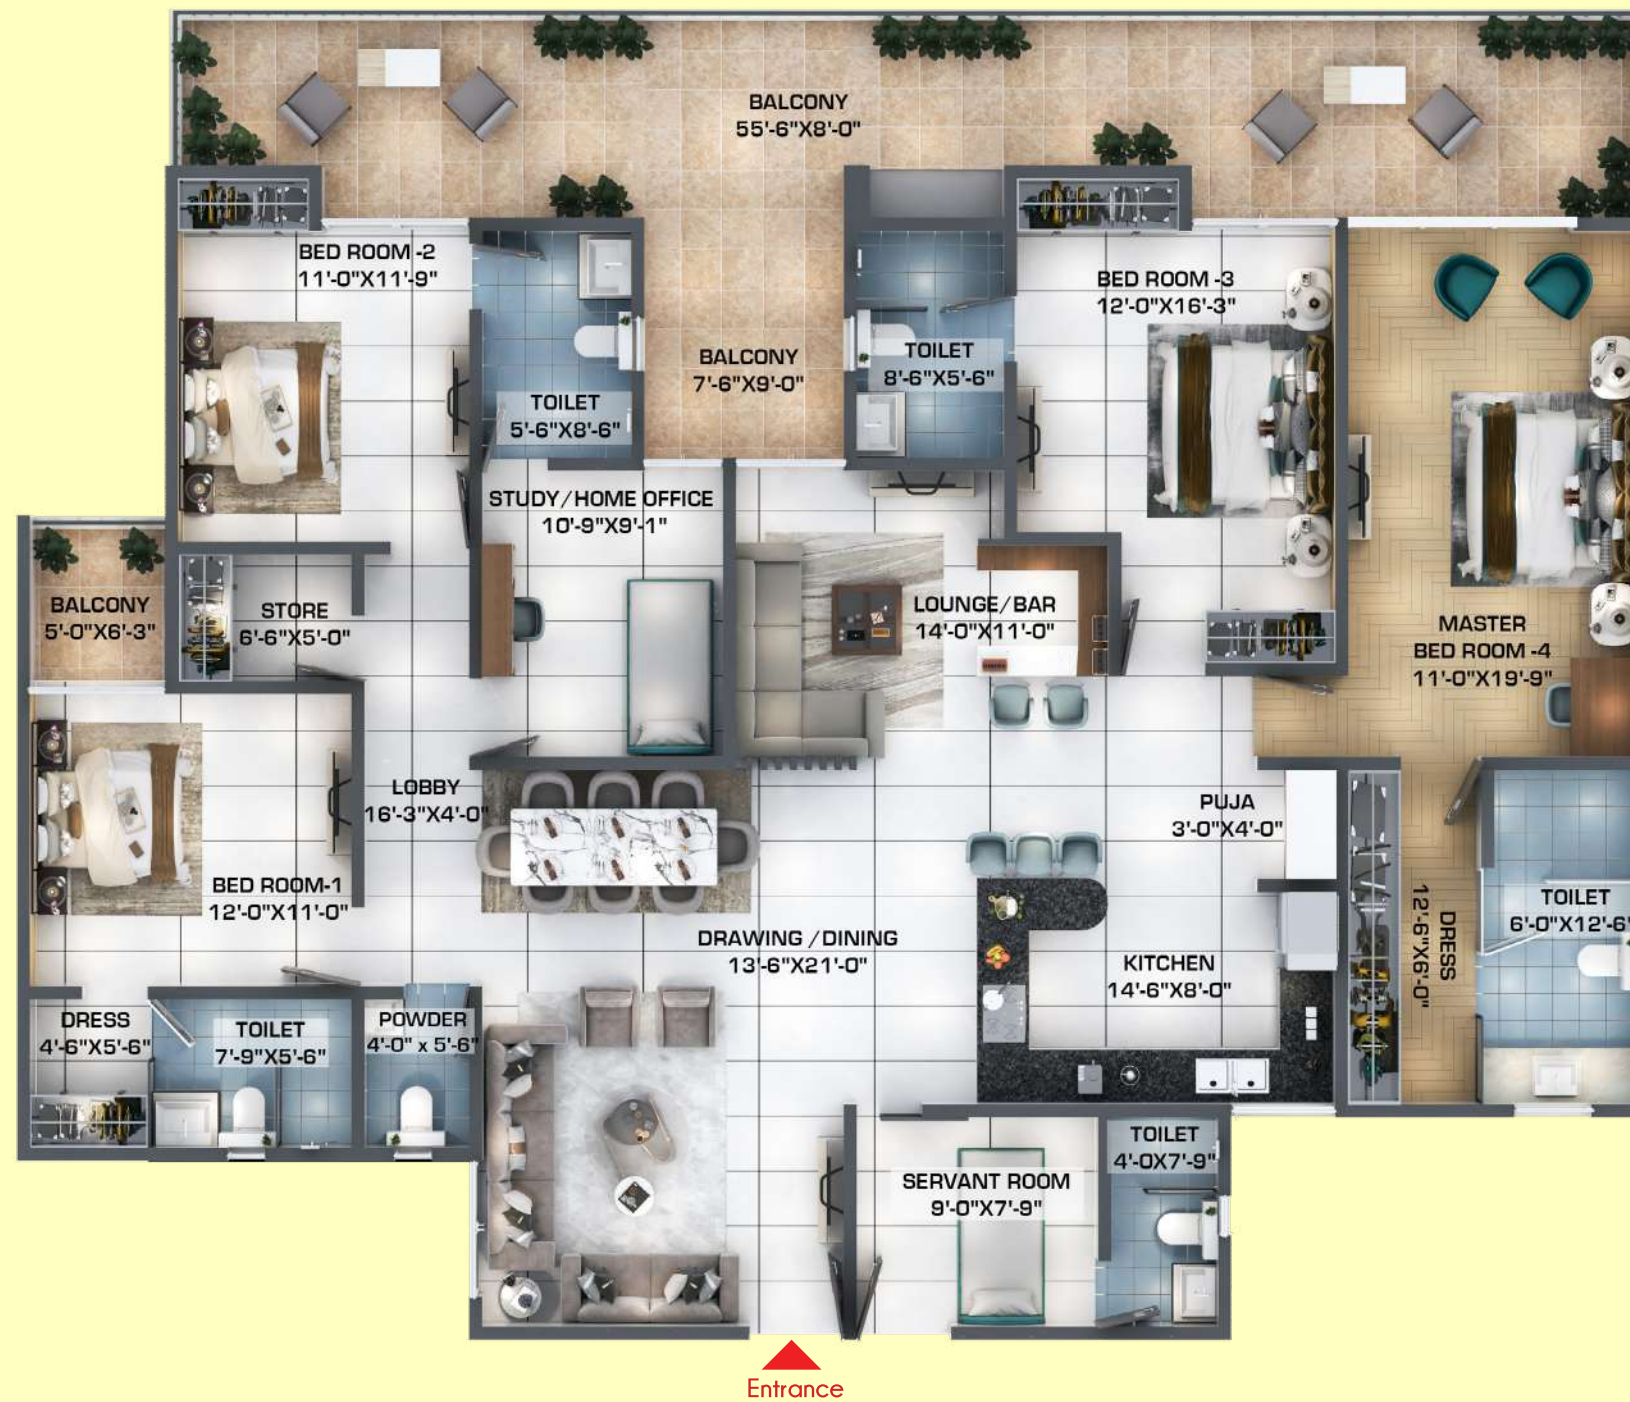 BALCONY
55'-6"X8'-0"
BED ROOM -2
11'-0"X11'-9"
BED ROOM -3
12'-0"X16'-3"
TOILET
8'-6"X5'-6"
BALCONY
7'-6"X9'-0"
TOILET
5'-6"X8'-6"
STUDY/HOME OFFICE
10'-9"X9'-1"
BALCONY
5'-0"X6'-3"
STORE
6'-6"X5'-0"
LOUNGE/BAR
14'-0"X11'-0"
MASTER
BED ROOM -4
11'-0"X19'-9"
LOBBY
16'-3"X4'-0"
PUJA
3'-0"X4'-0"
BED ROOM-1
12'-0"X11'-0"
TOILET
6'-0"X12'-6'
DRESS
12'-6"X6'-0"
DRAWING /DINING
13'-6"X21'-0"
KITCHEN
14'-6"X8'-0"
DRESS
4'-6"X5'-6"
TOILET
7'-9"X5'-6"
POWDER
4'-0" x 5'-6"
TOILET
4'-0X7'-9"
SERVANT ROOM
9'-0"X7'-9"
Entrance